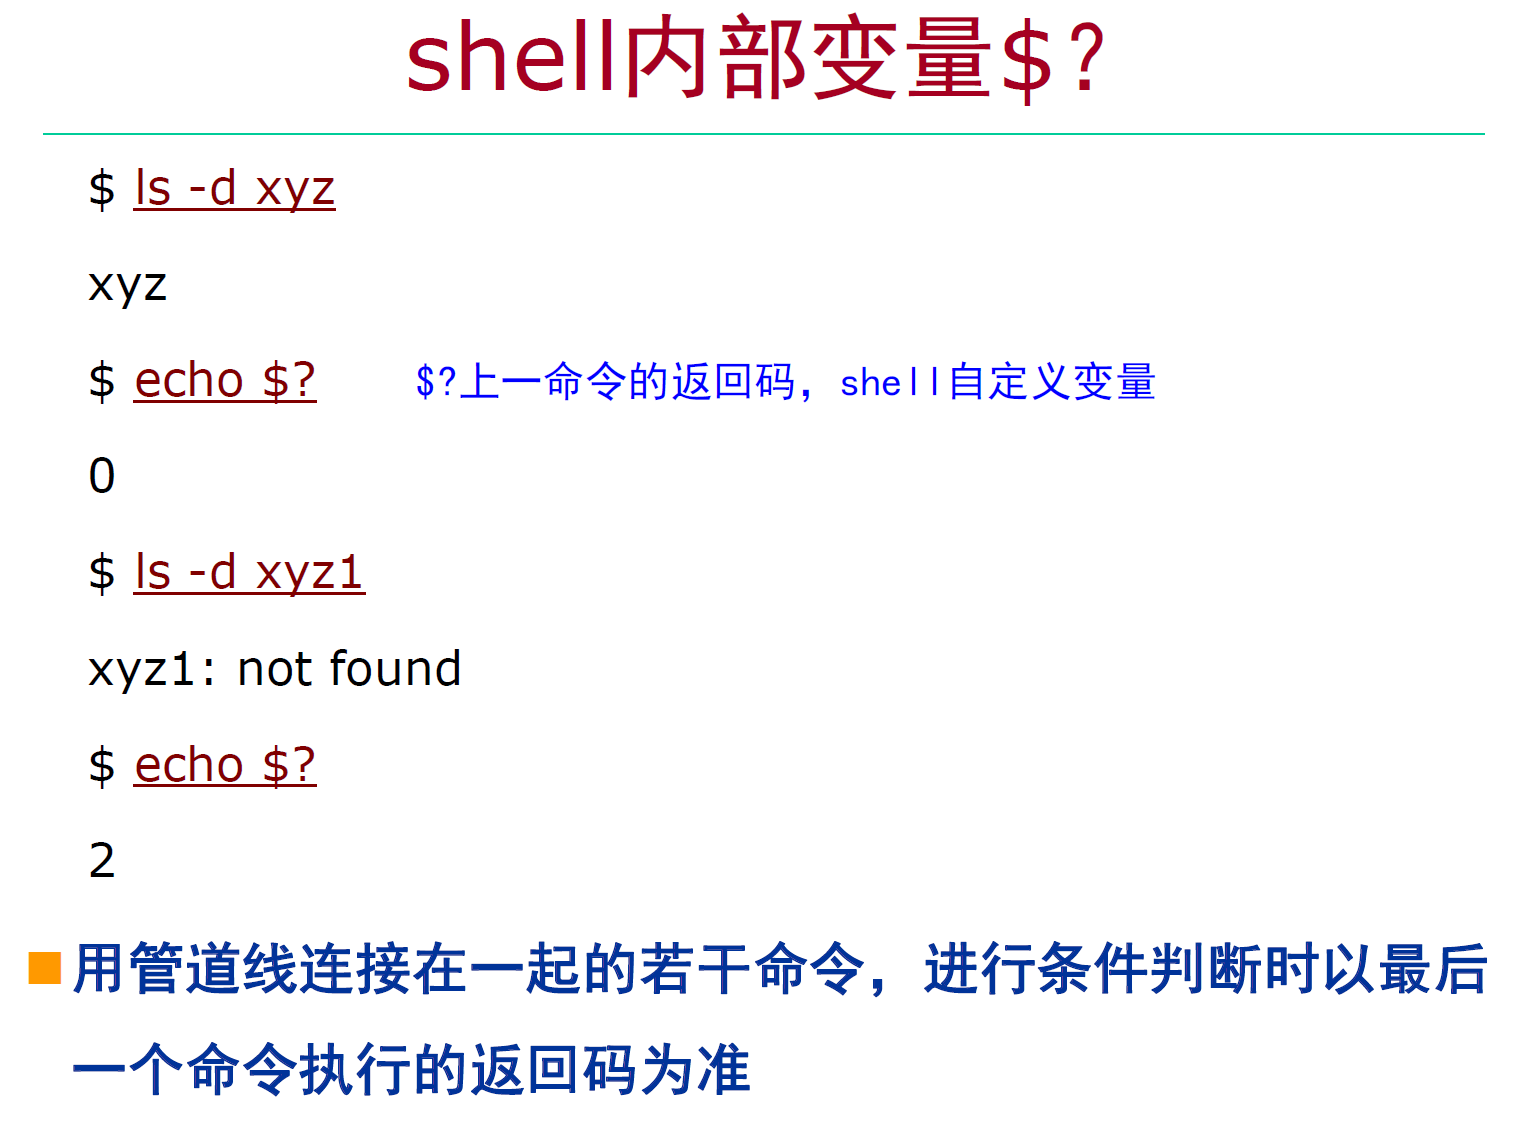 shell内部变量$?
$ ls -d xyz
xyz
$ echo $? $?上一命令的返回码，shell自定义变量
0
$ ls -d xyz1
xyz1: not found
$ echo $?
2
用管道线连接在一起的若干命令，进行条件判断时以最后
一个命令执行的返回码为准